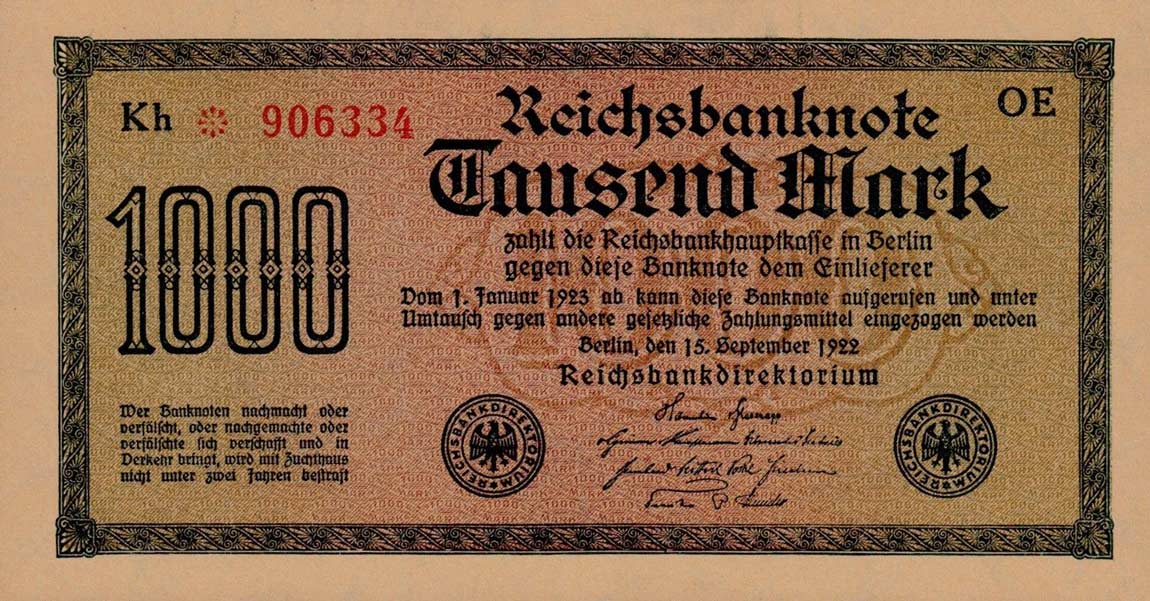 Kh * 906334
OE
Reichsbanknote
Tausend Mark
1000
zahlt die Reichsbankhauptkasse in Berlin
gegen diese Banknote dem Einlieferer
Vom 1. Januar 1923 ab kann diese Banknote aufgerufen und unter
Umtausch gegen andere gesetzliche Zahlungsmittel eingezogen werden
Berlin, den 15. September 1922
Reichsbankdirektorium
Wer Banknoten nachmacht oder
verfälscht, oder nachgemachte oder
verfälschte sich verschafft und in
Verkehr bringt, wird mit Zuchthaus
nicht unter zwei Jahren bestraft
REICHSBANKDIREKTORIUM
REICHSBANKDIREKTORIUM